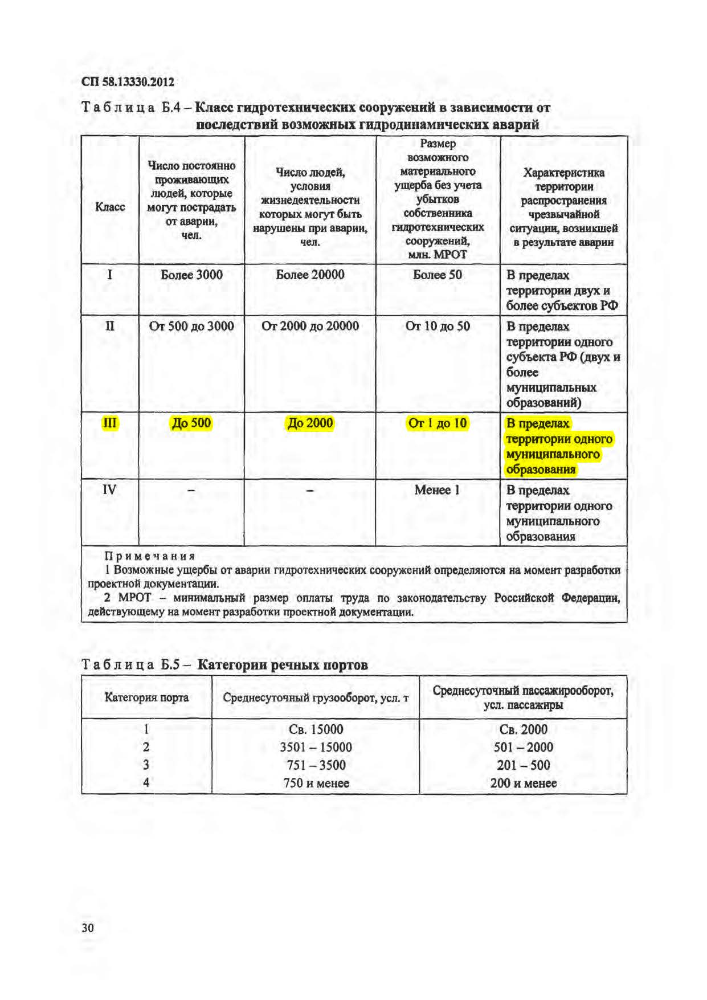 СП 58.13330.2012
Таблица Б.4 – Класс гидротехнических сооружений в зависимости от
последствий возможных гидродинамических аварий
Класс
Число постоянно
проживающих
людей, которые
могут пострадать
от аварии,
чел.
Число людей,
условия
жизнедеятельности
которых могут быть
нарушены при аварии,
чел.
Размер
возможного
материального
ущерба без учета
убытков
собственника
гидротехнических
сооружений,
млн. МРОТ
Характеристика
территории
распространения
чрезвычайной
ситуации, возникшей
в результате аварии
I
Более 3000
Более 20000
Более 50
В пределах
территории двух и
более субъектов РФ
II
От 500 до 3000
От 2000 до 20000
От 10 до 50
В пределах
территории одного
субъекта РФ (двух и
более
муниципальных
образований)
III
До 500
До 2000
От 1 до 10
В пределах
территории одного
муниципального
образования
IV
–
–
Менее 1
В пределах
территории одного
муниципального
образования
Примечания
1 Возможные ущербы от аварии гидротехнических сооружений определяются на момент разработки
проектной документации.
2 МРОТ – минимальный размер оплаты труда по законодательству Российской Федерации,
действующему на момент разработки проектной документации.
Таблица Б.5 – Категории речных портов
Категория порта
Среднесуточный грузооборот, усл. т
Среднесуточный пассажирооборот,
усл. пассажиры
1
Св. 15000
Св. 2000
2
3501 – 15000
501 – 2000
3
751 – 3500
201 – 500
4
750 и менее
200 и менее
30